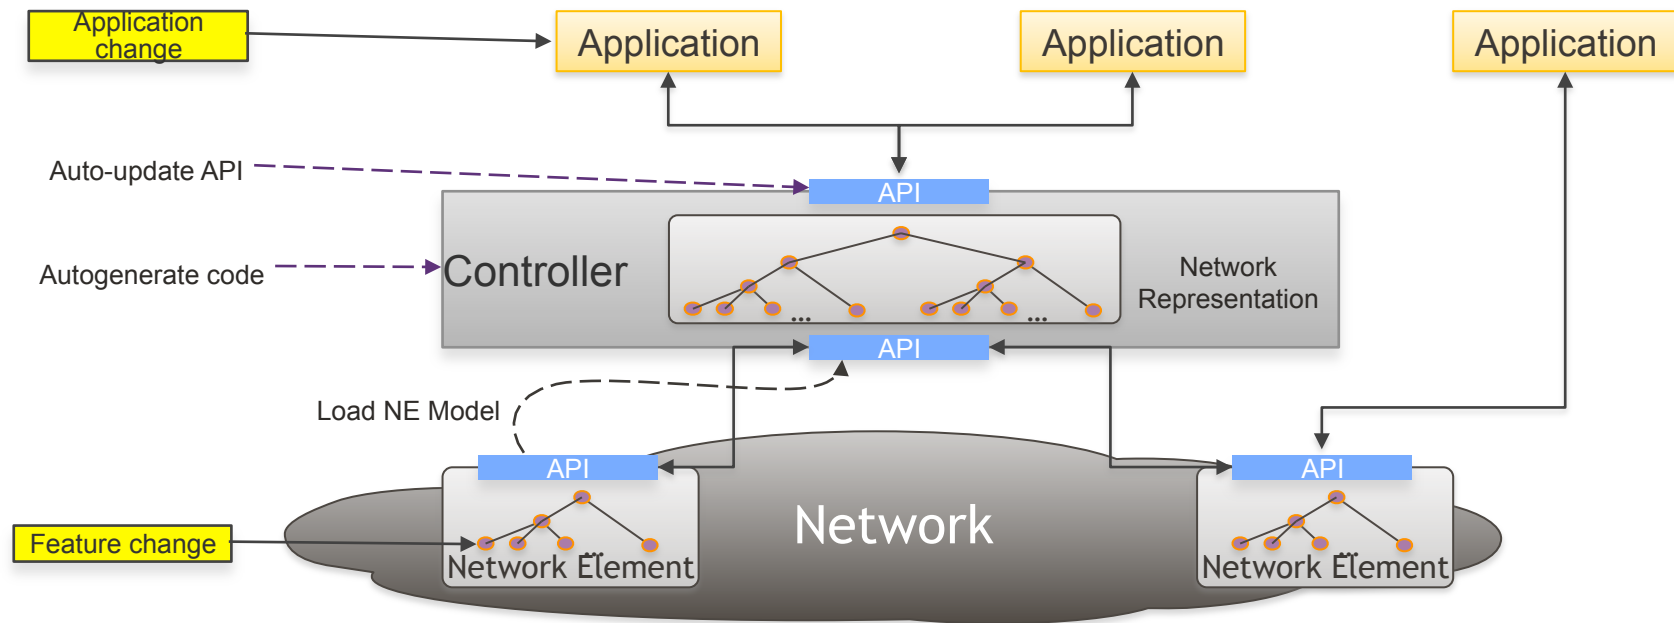 Application
change
Application
Application
Application
Auto-update API
API
Autogenerate code
Controller
...
...
Network
Representation
API
Load NE Model
API
API
Network
Feature change
...
Network Element
...
Network Element